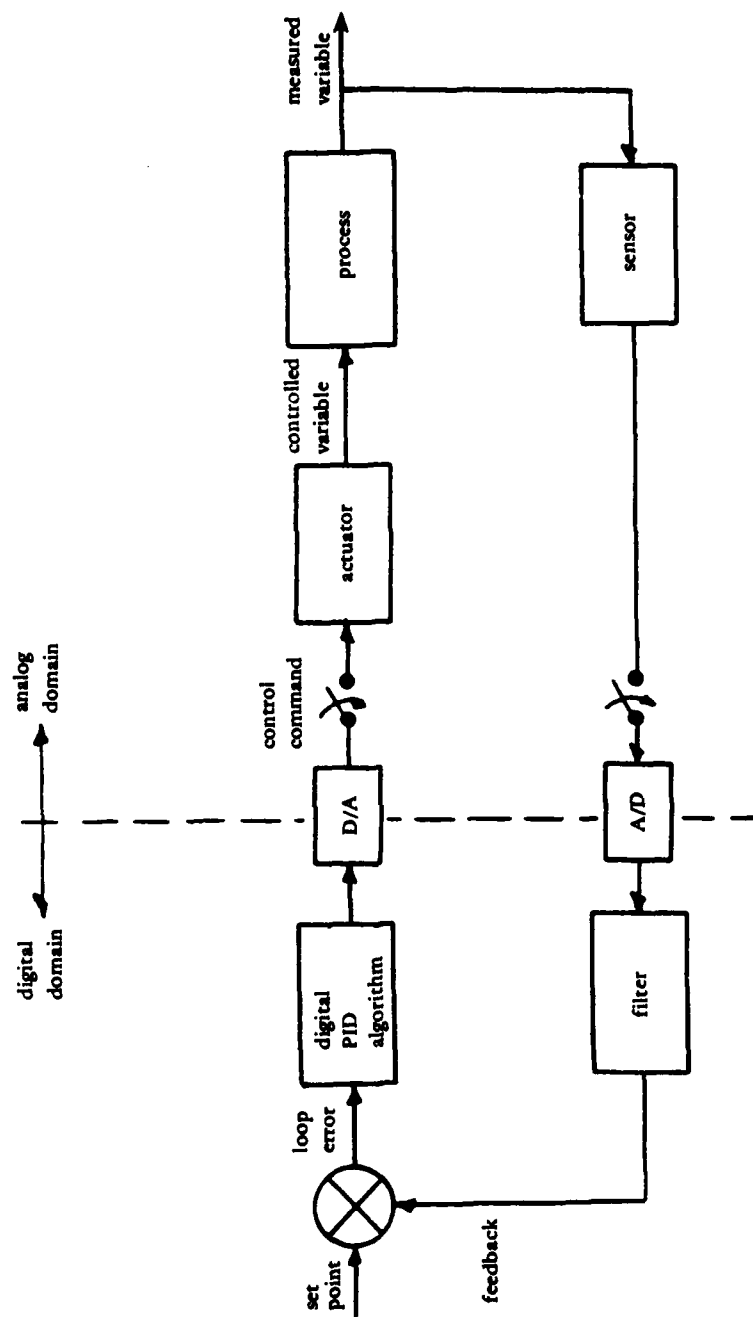 digital
domain
analog
domain
set
point
loop
error
digital
PID
algorithm
D/A
control
command
actuator
controlled
variable
process
measured
variable
feedback
filter
A/D
sensor